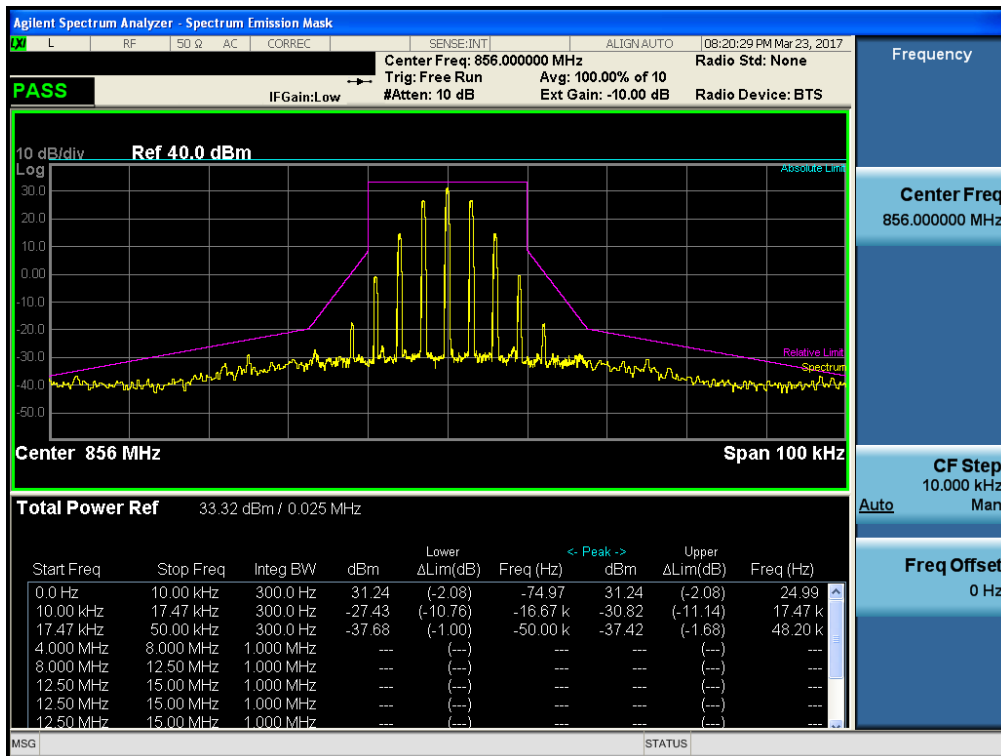 Agilent Spectrum Analyzer - Spectrum Emission Mask
LXI L RF 50 Ω AC CORREC SENSE:INT ALIGNAUTO 08:20:29 PM Mar 23, 2017
Center Freq: 856.000000 MHz Radio Std: None
Trig: Free Run Avg: 100.00% of 10
PASS IFGain:Low #Atten: 10 dB Ext Gain: -10.00 dB Radio Device: BTS
10 dB/div Ref 40.0 dBm
Log
Absolute Limit
30.0
20.0
10.0
0.00
-10.0
-20.0
-30.0
Relative Limit
Spectrum
-40.0
-50.0
Center 856 MHz Span 100 kHz
Total Power Ref 33.32 dBm / 0.025 MHz
Lower <- Peak -> Upper
Start Freq Stop Freq Integ BW dBm ΔLim(dB) Freq (Hz) dBm ΔLim(dB) Freq (Hz)
0.0 Hz 10.00 kHz 300.0 Hz 31.24 (-2.08) -74.97 31.24 (-2.08) 24.99
10.00 kHz 17.47 kHz 300.0 Hz -27.43 (-10.76) -16.67 k -30.82 (-11.14) 17.47 k
17.47 kHz 50.00 kHz 300.0 Hz -37.68 (-1.00) -50.00 k -37.42 (-1.68) 48.20 k
4.000 MHz 8.000 MHz 1.000 MHz --- (---) --- --- (---) ---
8.000 MHz 12.50 MHz 1.000 MHz --- (---) --- --- (---) ---
12.50 MHz 15.00 MHz 1.000 MHz --- (---) --- --- (---) ---
12.50 MHz 15.00 MHz 1.000 MHz --- (---) --- --- (---) ---
12.50 MHz 15.00 MHz 1.000 MHz --- (---) --- --- (---) ---
MSG STATUS
Frequency
Center Freq
856.000000 MHz
CF Step
10.000 kHz
Auto Man
Freq Offset
0 Hz